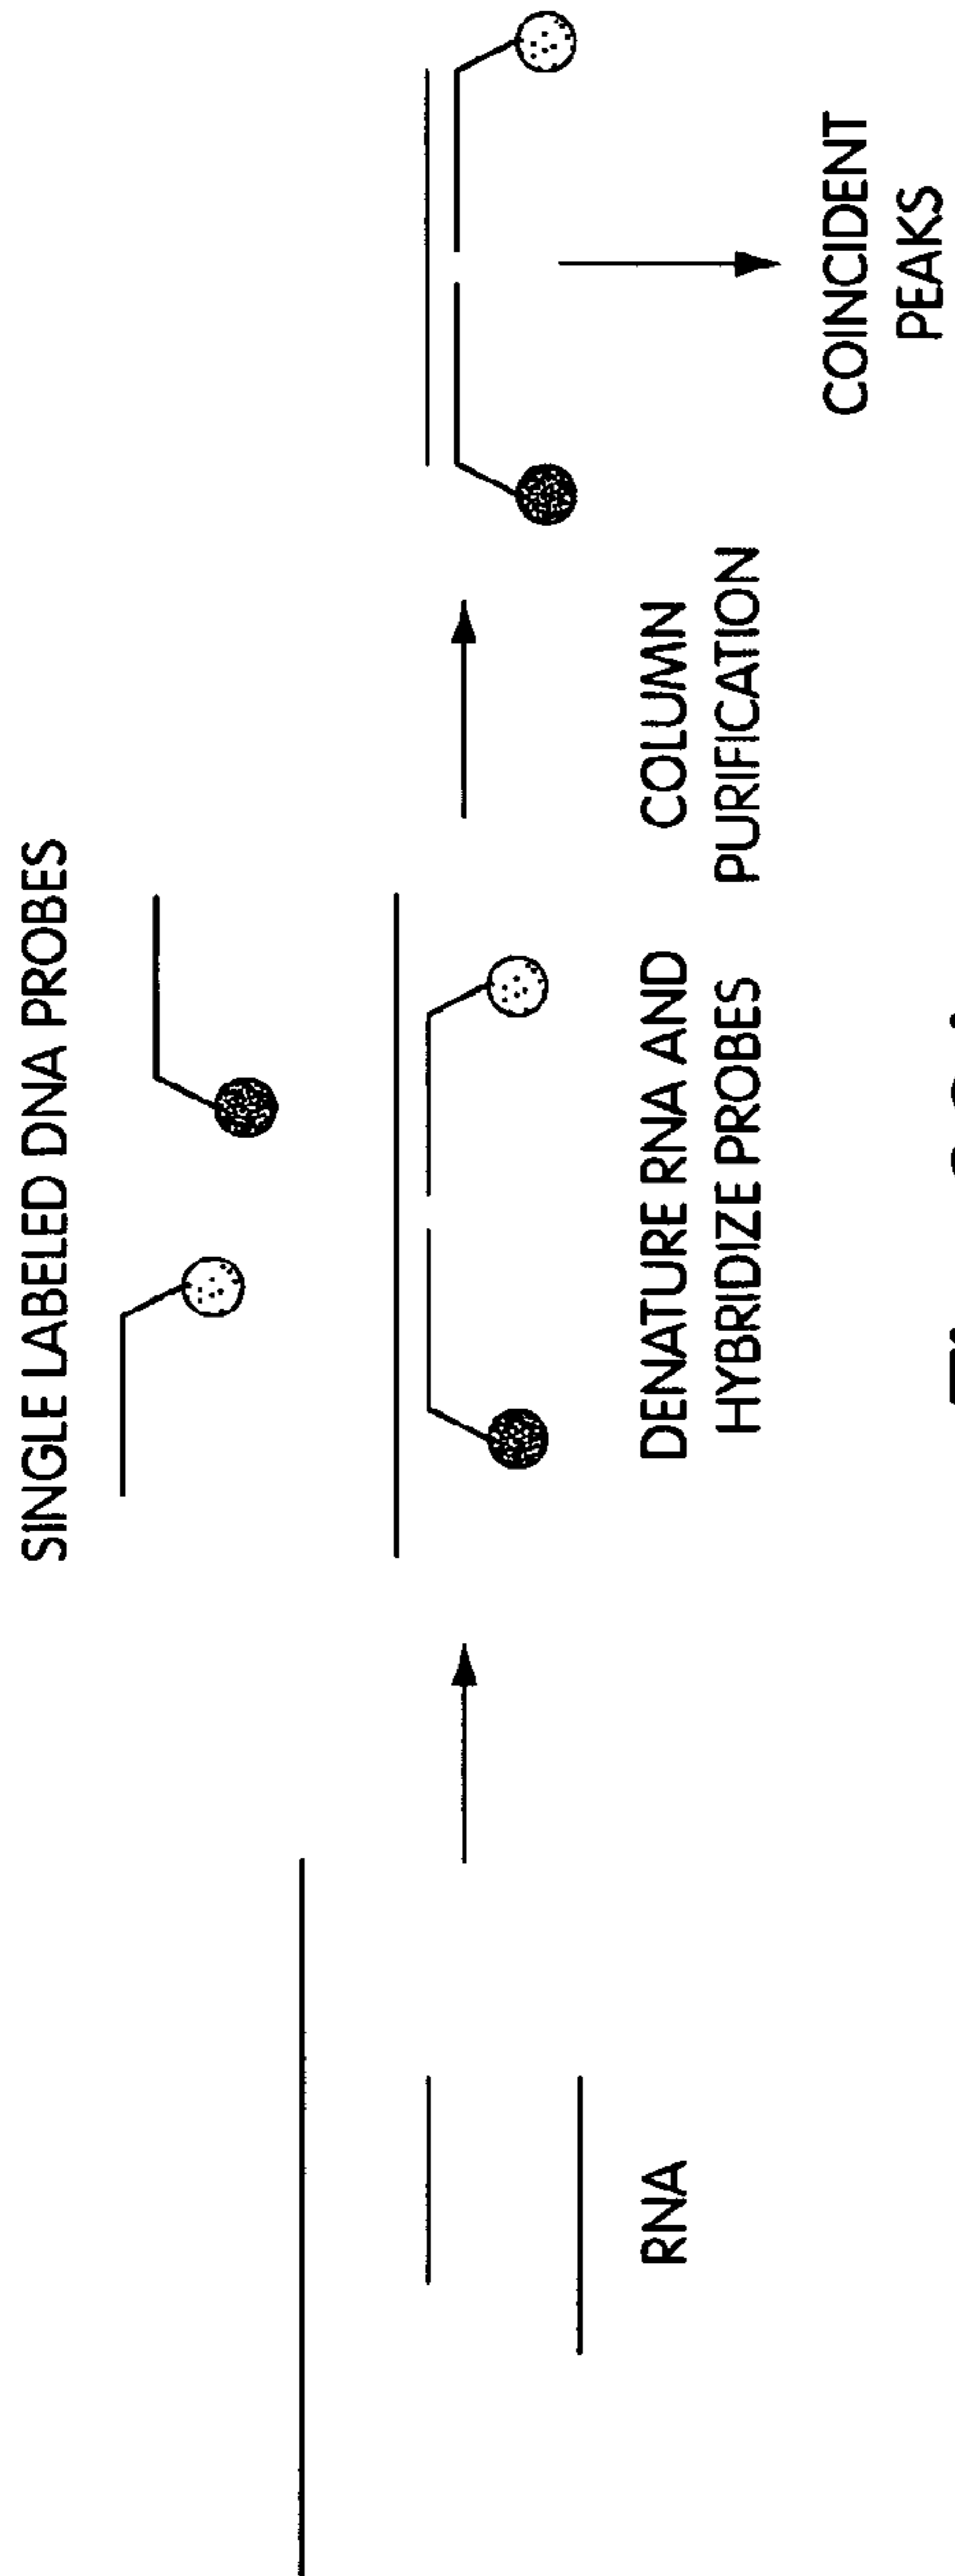 SINGLE LABELED DNA PROBES
RNA
DENATURE RNA AND
HYBRIDIZE PROBES
COLUMN
PURIFICATION
COINCIDENT
PEAKS